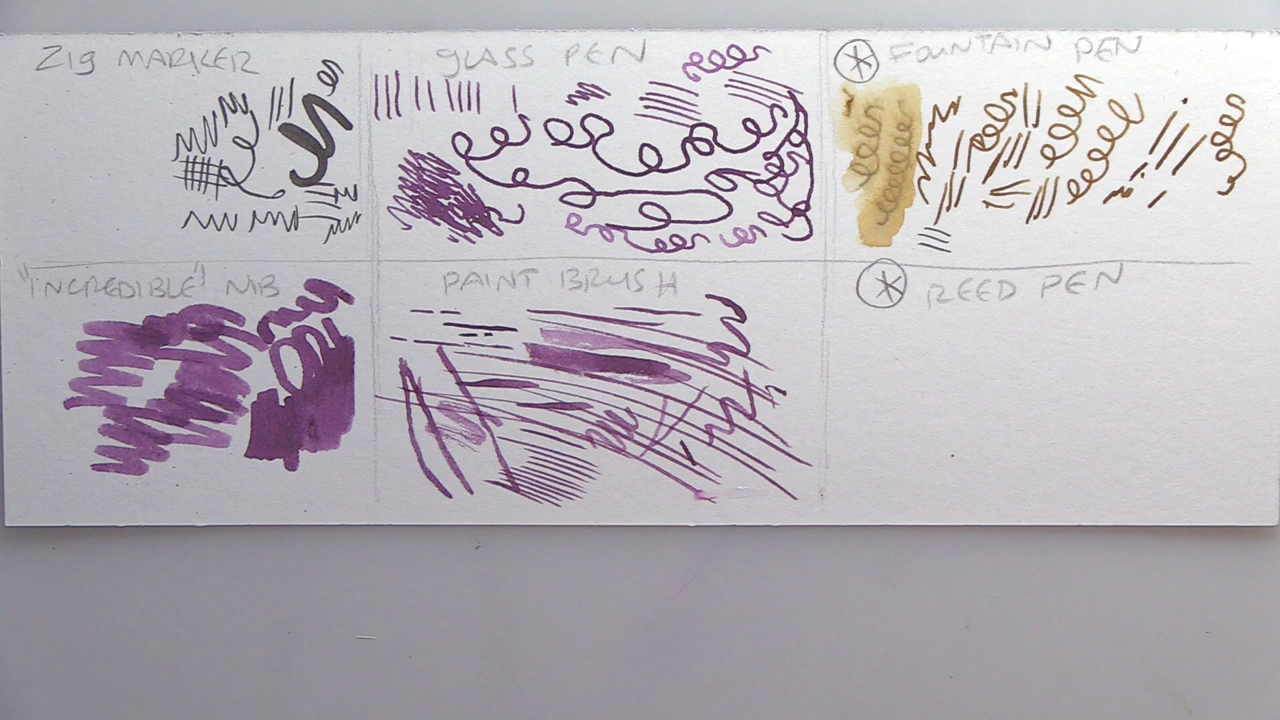 Zig MARKER
glass PEN
* FOUNTAIN PEN
"INCREDIBLE" NIB
PAINT BRUSH
* REED PEN